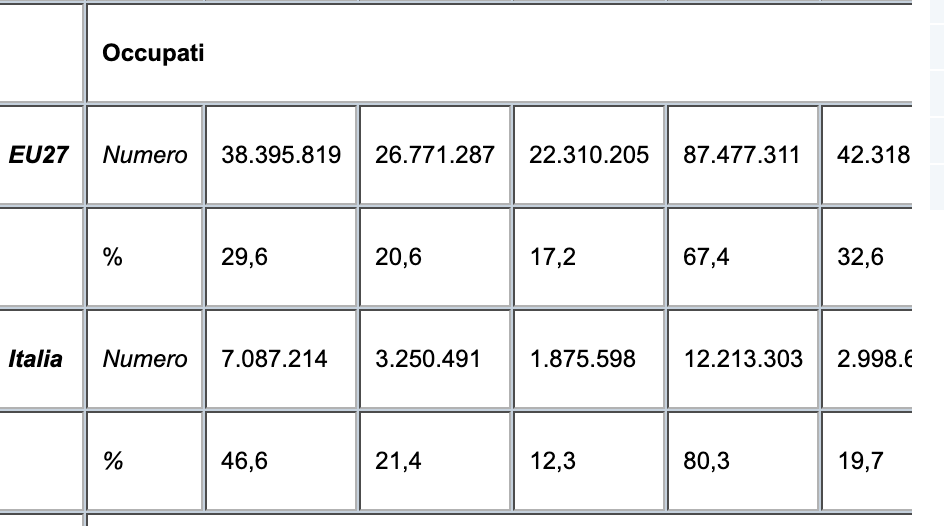 Occupati
EU27 Numero 38.395.819 26.771.287 22.310.205 87.477.311 42.318
% 29,6 20,6 17,2 67,4 32,6
Italia Numero 7.087.214 3.250.491 1.875.598 12.213.303 2.998.6
% 46,6 21,4 12,3 80,3 19,7